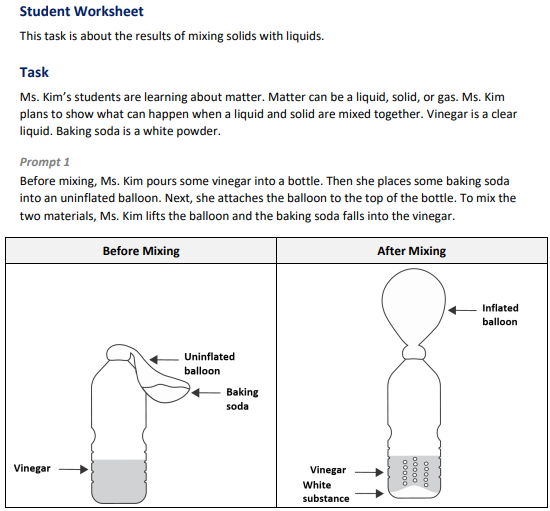 Student Worksheet
This task is about the results of mixing solids with liquids.
Task
Ms. Kim's students are learning about matter. Matter can be a liquid, solid, or gas. Ms. Kim
plans to show what can happen when a liquid and solid are mixed together. Vinegar is a clear
liquid. Baking soda is a white powder.
Prompt 1
Before mixing, Ms. Kim pours some vinegar into a bottle. Then she places some baking soda
into an uninflated balloon. Next, she attaches the balloon to the top of the bottle. To mix the
two materials, Ms. Kim lifts the balloon and the baking soda falls into the vinegar.
Before Mixing
Uninflated
balloon
Baking
soda
Vinegar
After Mixing
Inflated
balloon
Vinegar
White
substance